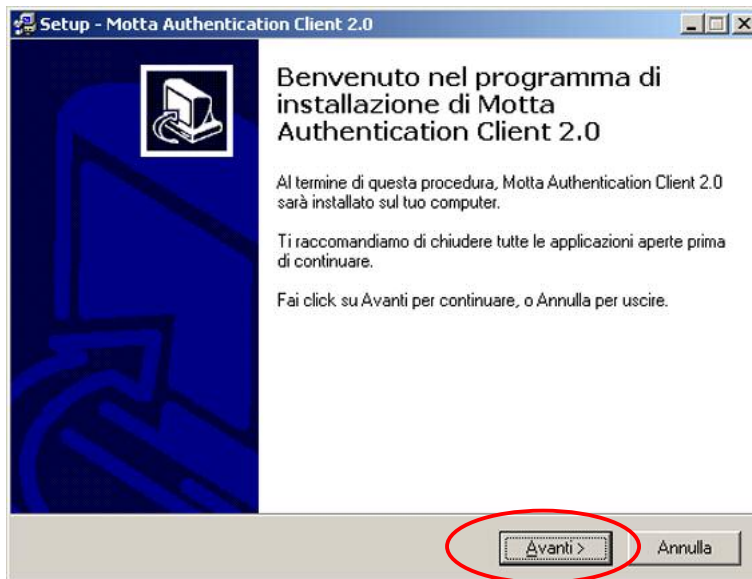 Setup - Motta Authentication Client 2.0
Benvenuto nel programma di
installazione di Motta
Authentication Client 2.0
Al termine di questa procedura, Motta Authentication Client 2.0
sarà installato sul tuo computer.
Ti raccomandiamo di chiudere tutte le applicazioni aperte prima
di continuare.
Fai click su Avanti per continuare, o Annulla per uscire.
Avanti >
Annulla